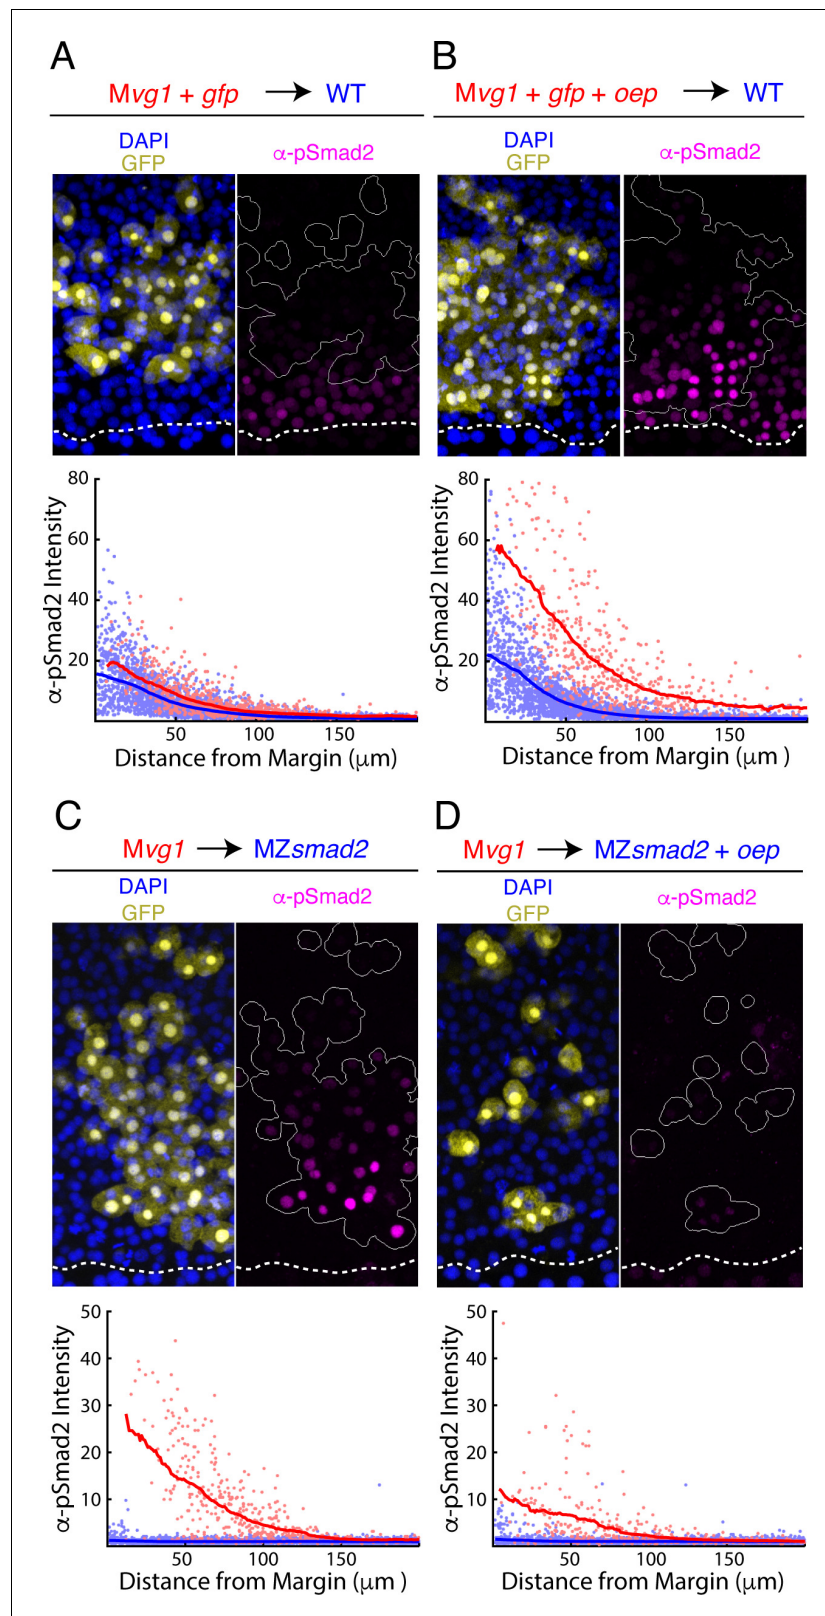 A
Mvg1 + gfp → WT
DAPI
GFP
α-pSmad2
80
60
40
20
α-pSmad2 Intensity
50
100
150
Distance from Margin (μm)
B
Mvg1 + gfp + oep → WT
DAPI
GFP
α-pSmad2
80
60
40
20
α-pSmad2 Intensity
50
100
150
Distance from Margin (μm )
C
Mvg1 → MZsmad2
DAPI
GFP
α-pSmad2
50
40
30
20
10
α-pSmad2 Intensity
50
100
150
Distance from Margin (μm )
D
Mvg1 → MZsmad2 + oep
DAPI
GFP
α-pSmad2
50
40
30
20
10
α-pSmad2 Intensity
50
100
150
Distance from Margin (μm)